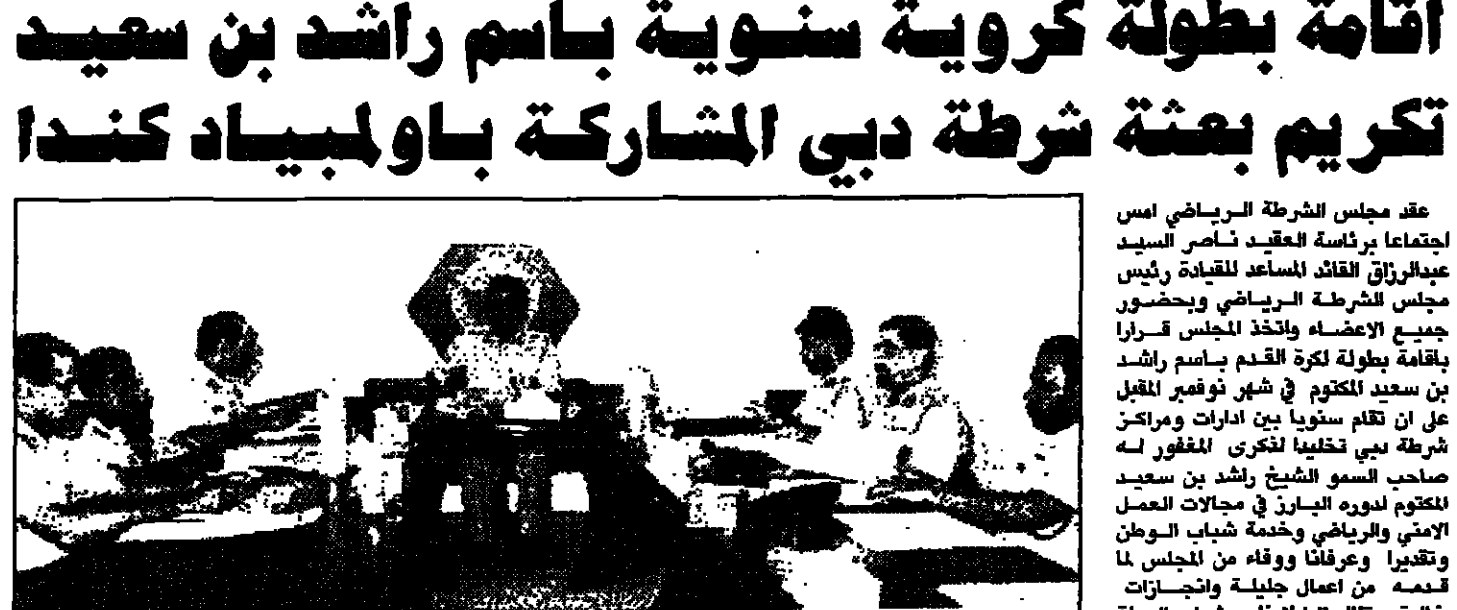 اقامة بطولة كروية سنوية باسم راشد بن سعيد
تكريم بعثة شرطة دبي المشاركة باولمبياد كندا
عقد مجلس الشرطة الرياضي امس
اجتماعا برئاسة العقيد ناصر السيد
عبدالرزاق القائد المساعد للقيادة رئيس
مجلس الشرطة الرياضي وبحضور
جميع الاعضاء واتخذ المجلس قرارا
باقامة بطولة لكرة القدم باسم راشد
بن سعيد المكتوم في شهر نوفمبر المقبل
على ان تقام سنويا بين ادارات ومراكز
شرطة دبي تخليدا لذكرى المغفور له
صاحب السمو الشيخ راشد بن سعيد
المكتوم لدوره البارز في مجالات العمل
الامني والرياضي وخدمة شباب الوطن
وتقديرا وعرفانا ووفاء من المجلس لما
قدمه من اعمال جليلة وانجازات